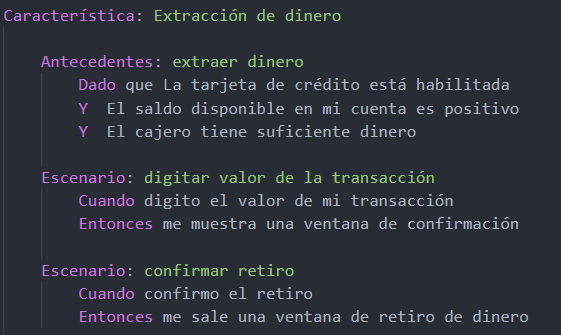 Característica: Extracción de dinero
Antecedentes: extraer dinero
Dado que La tarjeta de crédito está habilitada
Y  El saldo disponible en mi cuenta es positivo
Y  El cajero tiene suficiente dinero
Escenario: digitar valor de la transacción
Cuando digito el valor de mi transacción
Entonces me muestra una ventana de confirmación
Escenario: confirmar retiro
Cuando confirmo el retiro
Entonces me sale una ventana de retiro de dinero